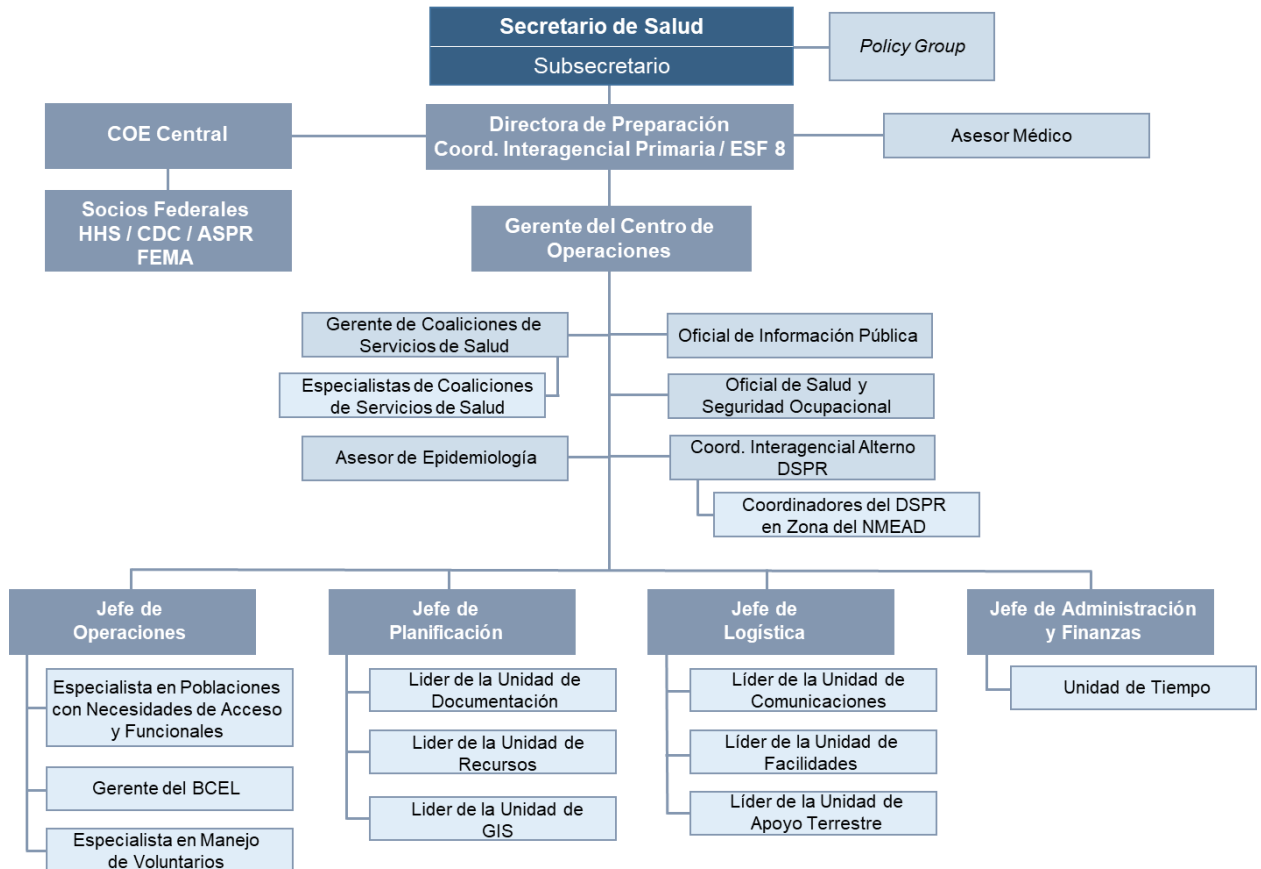 Secretario de Salud
Subsecretario
Policy Group
COE Central
Directora de Preparación
Coord. Interagencial Primaria / ESF 8
Asesor Médico
Socios Federales
HHS / CDC / ASPR
FEMA
Gerente del Centro de
Operaciones
Gerente de Coaliciones de
Servicios de Salud
Oficial de Información Pública
Especialistas de Coaliciones
de Servicios de Salud
Oficial de Salud y
Seguridad Ocupacional
Asesor de Epidemiología
Coord. Interagencial Alterno
DSPR
Coordinadores del DSPR
en Zona del NMEAD
Jefe de
Operaciones
Especialista en Poblaciones
con Necesidades de Acceso
y Funcionales
Gerente del BCEL
Especialista en Manejo
de Voluntarios
Jefe de
Planificación
Lider de la Unidad de
Documentación
Lider de la Unidad de
Recursos
Lider de la Unidad de
GIS
Jefe de
Logística
Líder de la Unidad de
Comunicaciones
Líder de la Unidad de
Facilidades
Líder de la Unidad de
Apoyo Terrestre
Jefe de Administración
y Finanzas
Unidad de Tiempo